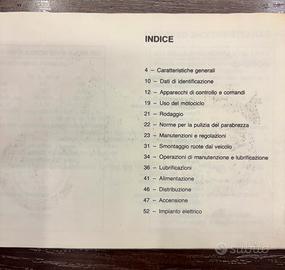 INDICE
4 – Caratteristiche generali
10 – Dati di identificazione
12 – Apparecchi di controllo e comandi
19 – Uso del motociclo
21 – Rodaggio
22 – Norme per la pulizia del parabrezza
23 – Manutenzioni e regolazioni
31 – Smontaggio ruote dal veicolo
34 – Operazioni di manutenzione e lubrificazione
36 – Lubrificazioni
41 – Alimentazione
46 – Distribuzione
47 – Accensione
52 – Impianto elettrico
subito